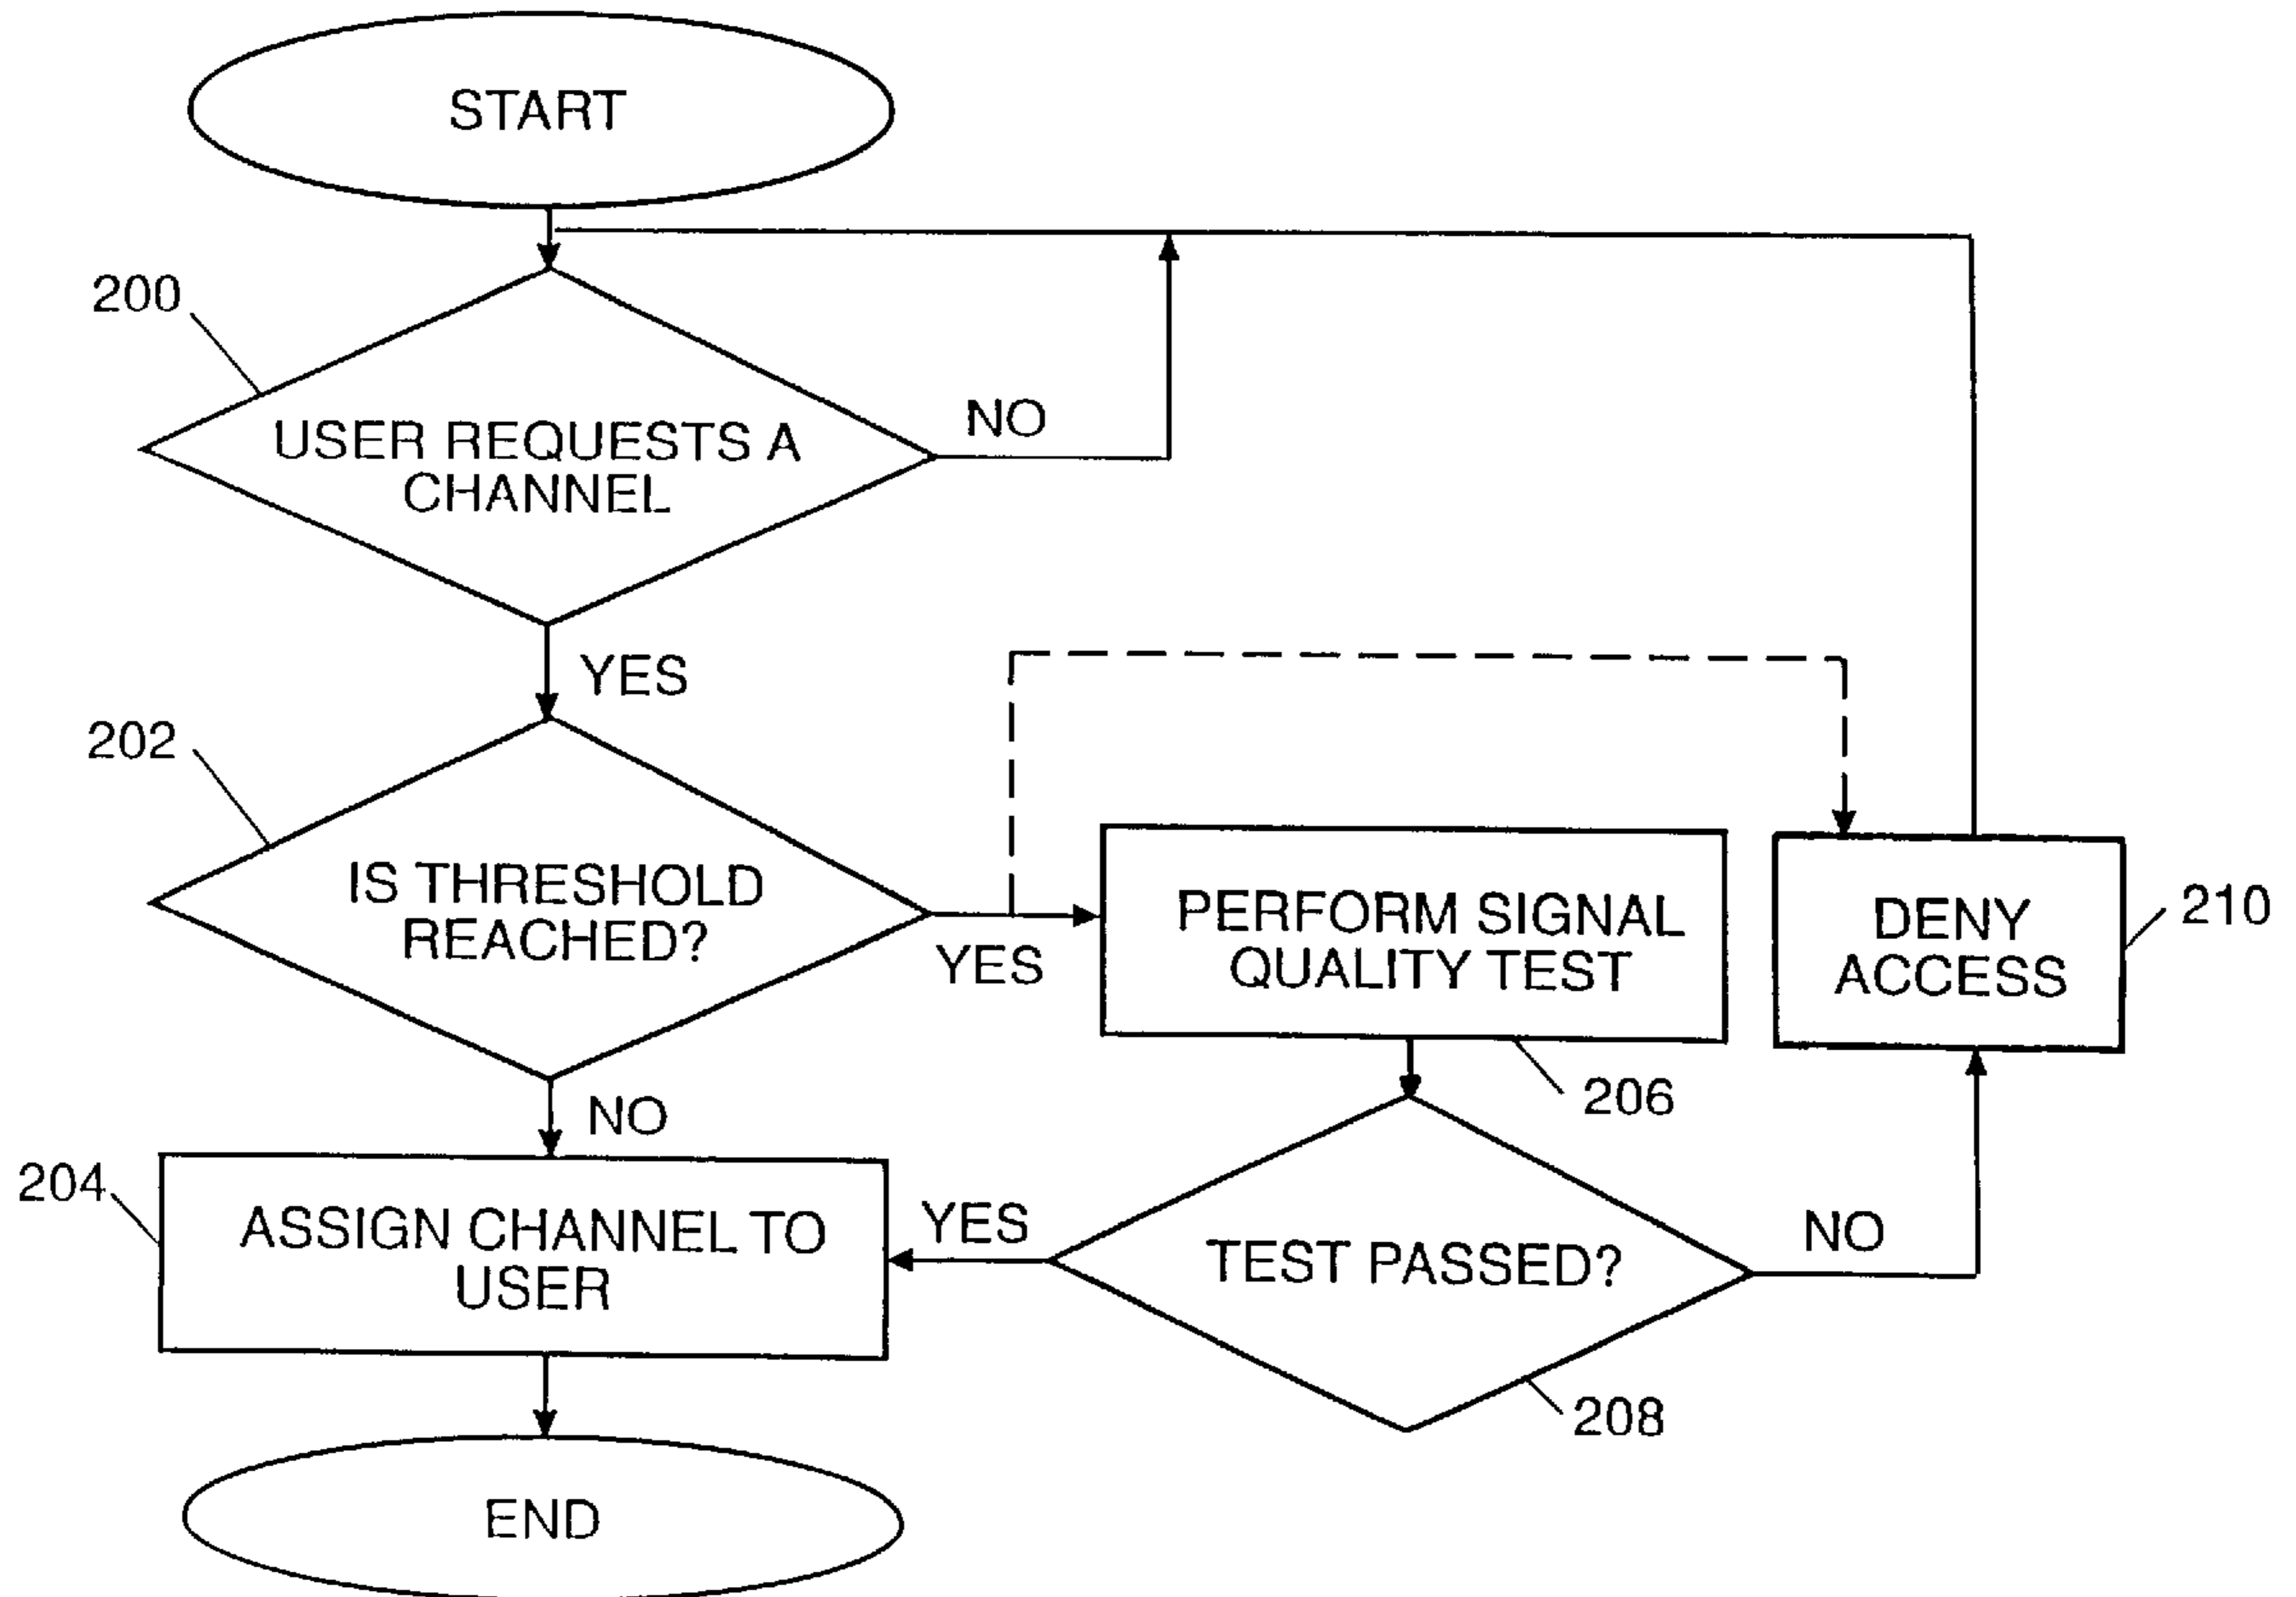 START
200
USER REQUESTS A
CHANNEL
NO
YES
202
IS THRESHOLD
REACHED?
YES
PERFORM SIGNAL
QUALITY TEST
DENY
ACCESS
210
206
NO
204
ASSIGN CHANNEL TO
USER
YES
TEST PASSED?
NO
208
END